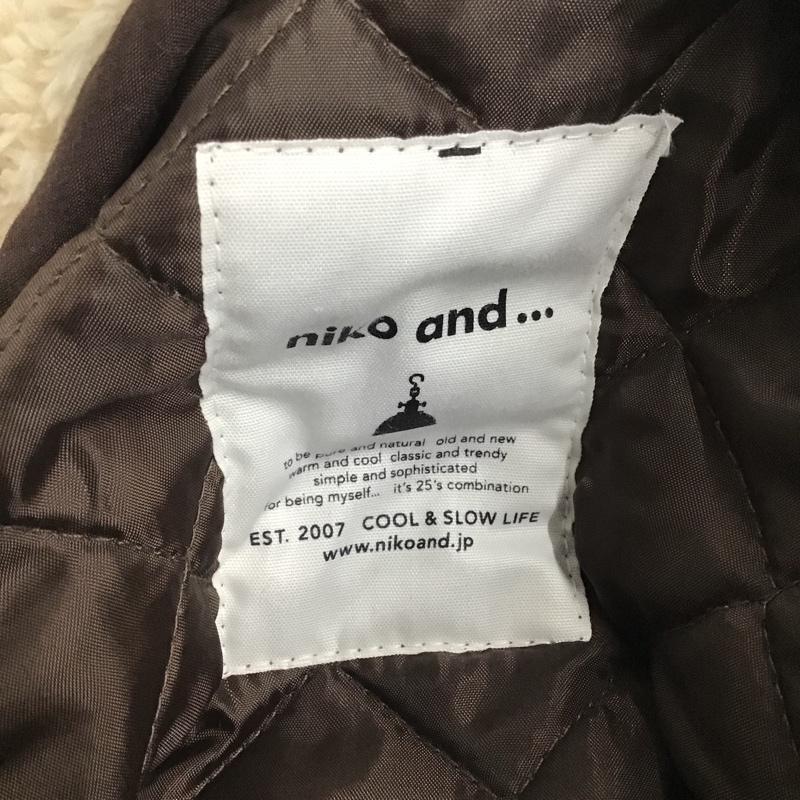 niko and...
to be pure and natural old and new
warm and cool classic and trendy
simple and sophisticated
for being myself... it's 25's combination
EST. 2007 COOL & SLOW LIFE
www.nikoand.jp